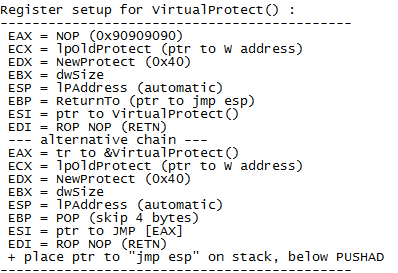 Register setup for VirtualProtect() :
--------------------------------------------
EAX = NOP (0x90909090)
ECX = lpOldProtect (ptr to W address)
EDX = NewProtect (0x40)
EBX = dwSize
ESP = lPAddress (automatic)
EBP = ReturnTo (ptr to jmp esp)
ESI = ptr to VirtualProtect()
EDI = ROP NOP (RETN)
--- alternative chain ---
EAX = tr to &VirtualProtect()
ECX = lpOldProtect (ptr to W address)
EDX = NewProtect (0x40)
EBX = dwSize
ESP = lPAddress (automatic)
EBP = POP (skip 4 bytes)
ESI = ptr to JMP [EAX]
EDI = ROP NOP (RETN)
+ place ptr to "jmp esp" on stack, below PUSHAD
--------------------------------------------